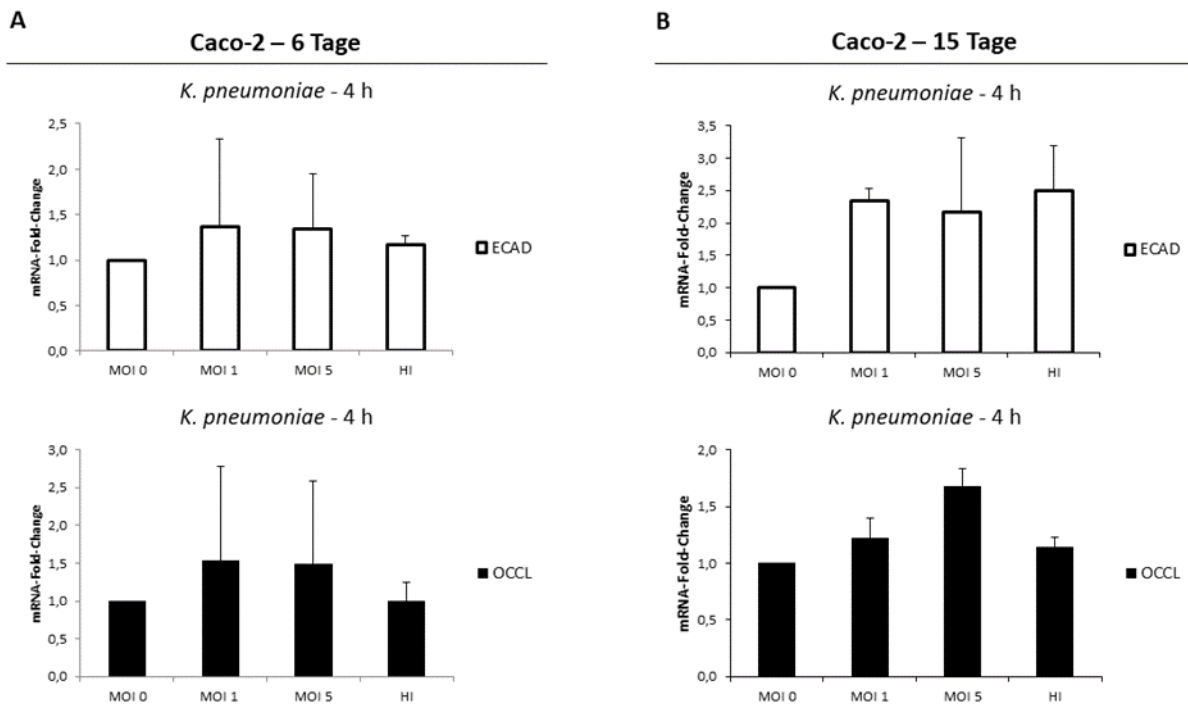 A
Caco-2 – 6 Tage
K. pneumoniae - 4 h
mRNA-Fold-Change
2,5
2,0
1,5
1,0
0,5
0,0
MOI 0 MOI 1 MOI 5 HI
ECAD
K. pneumoniae - 4 h
mRNA-Fold-Change
3,0
2,5
2,0
1,5
1,0
0,5
0,0
MOI 0 MOI 1 MOI 5 HI
OCCL
B
Caco-2 – 15 Tage
K. pneumoniae - 4 h
mRNA-Fold-Change
3,5
3,0
2,5
2,0
1,5
1,0
0,5
0,0
MOI 0 MOI 1 MOI 5 HI
ECAD
K. pneumoniae - 4 h
mRNA-Fold-Change
2,0
1,5
1,0
0,5
0,0
MOI 0 MOI 1 MOI 5 HI
OCCL